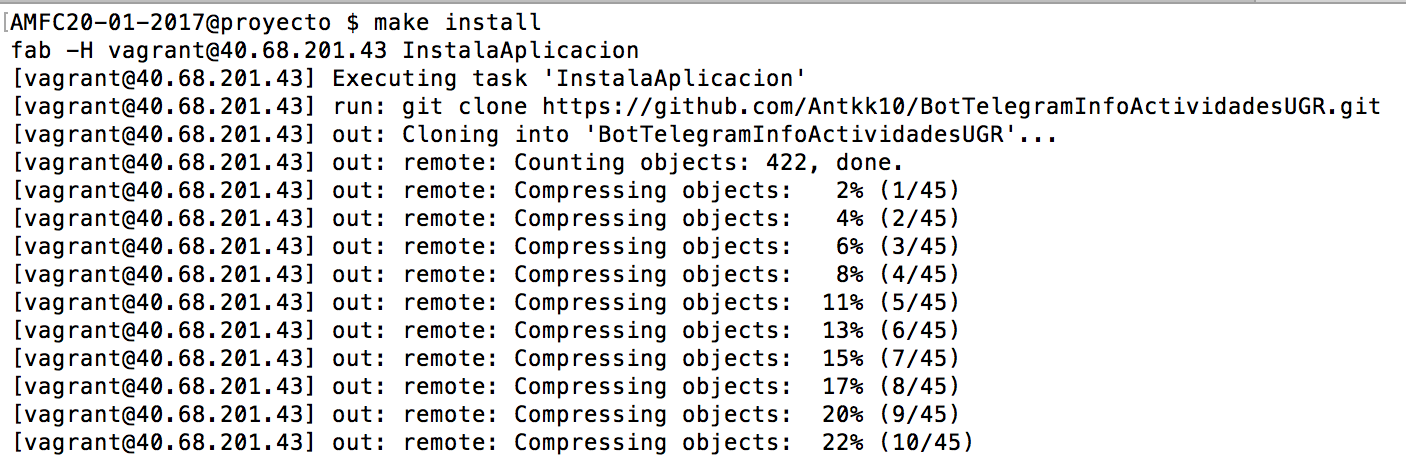 [AMFC20-01-2017@proyecto $ make install
fab -H vagrant@40.68.201.43 InstalaAplicacion
[vagrant@40.68.201.43] Executing task 'InstalaAplicacion'
[vagrant@40.68.201.43] run: git clone https://github.com/Antkk10/BotTelegramInfoActividadesUGR.git
[vagrant@40.68.201.43] out: Cloning into 'BotTelegramInfoActividadesUGR'...
[vagrant@40.68.201.43] out: remote: Counting objects: 422, done.
[vagrant@40.68.201.43] out: remote: Compressing objects:   2% (1/45)
[vagrant@40.68.201.43] out: remote: Compressing objects:   4% (2/45)
[vagrant@40.68.201.43] out: remote: Compressing objects:   6% (3/45)
[vagrant@40.68.201.43] out: remote: Compressing objects:   8% (4/45)
[vagrant@40.68.201.43] out: remote: Compressing objects:  11% (5/45)
[vagrant@40.68.201.43] out: remote: Compressing objects:  13% (6/45)
[vagrant@40.68.201.43] out: remote: Compressing objects:  15% (7/45)
[vagrant@40.68.201.43] out: remote: Compressing objects:  17% (8/45)
[vagrant@40.68.201.43] out: remote: Compressing objects:  20% (9/45)
[vagrant@40.68.201.43] out: remote: Compressing objects:  22% (10/45)